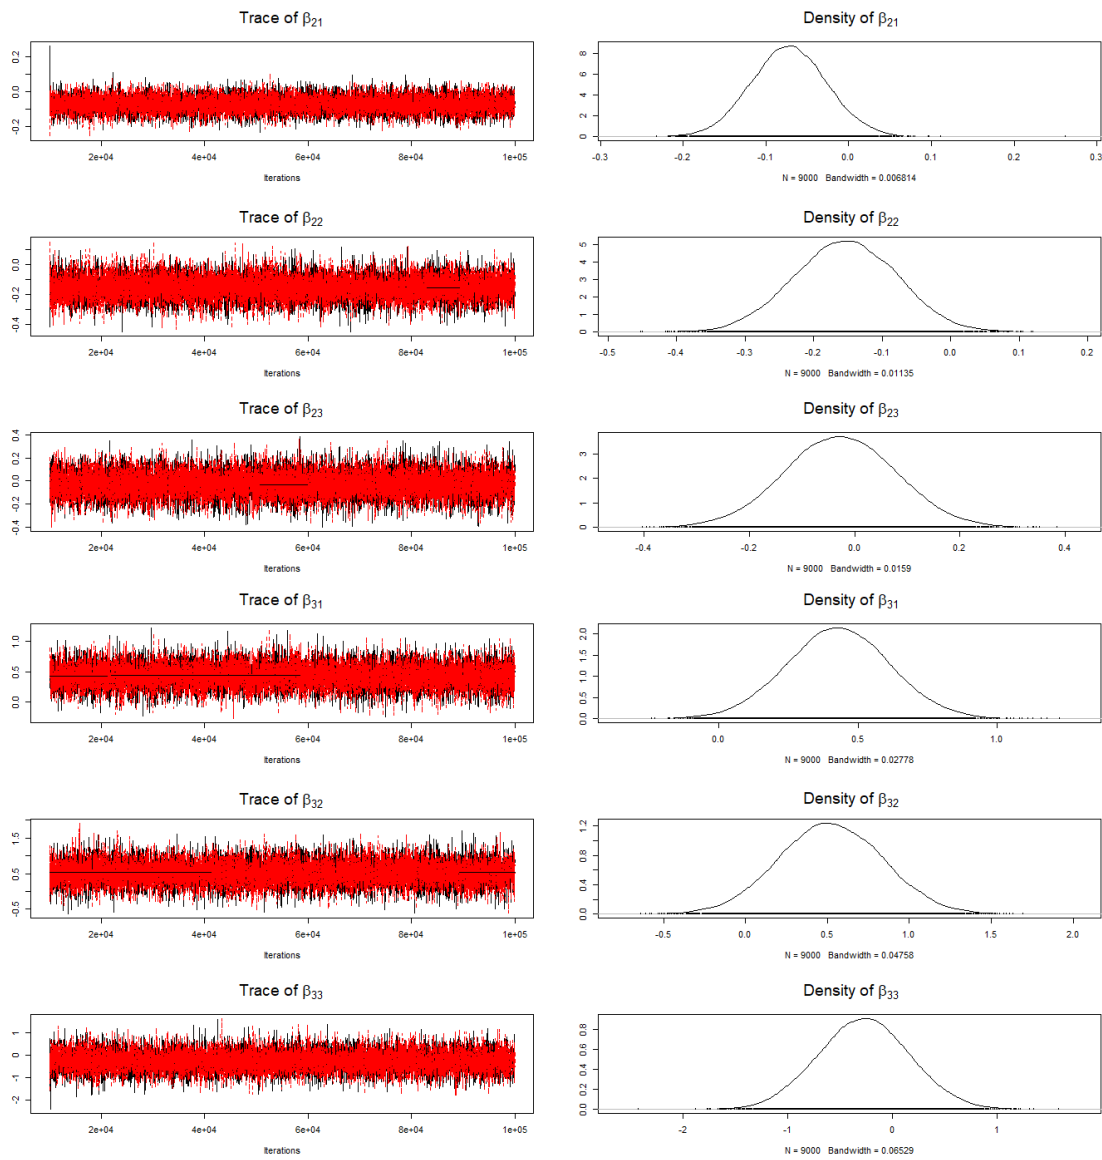 Trace of β21
Density of β21
0.2
0.0
-0.2
2e+04 4e+04 6e+04 8e+04 1e+05
Iterations
8
6
4
2
0
-0.3 -0.2 -0.1 0.0 0.1 0.2 0.3
N = 9000 Bandwidth = 0.006814
Trace of β22
Density of β22
0.0
-0.2
-0.4
2e+04 4e+04 6e+04 8e+04 1e+05
Iterations
5
4
3
2
1
0
-0.5 -0.4 -0.3 -0.2 -0.1 0.0 0.1 0.2
N = 9000 Bandwidth = 0.01135
Trace of β23
Density of β23
0.4
0.2
0.0
-0.2
-0.4
2e+04 4e+04 6e+04 8e+04 1e+05
Iterations
3
2
1
0
-0.4 -0.2 0.0 0.2 0.4
N = 9000 Bandwidth = 0.0159
Trace of β31
Density of β31
1.0
0.5
0.0
2e+04 4e+04 6e+04 8e+04 1e+05
Iterations
2.0
1.5
1.0
0.5
0.0
0.0 0.5 1.0
N = 9000 Bandwidth = 0.02778
Trace of β32
Density of β32
1.5
0.5
-0.5
2e+04 4e+04 6e+04 8e+04 1e+05
Iterations
1.2
0.8
0.4
0.0
-0.5 0.0 0.5 1.0 1.5 2.0
N = 9000 Bandwidth = 0.04758
Trace of β33
Density of β33
1
0
-1
-2
2e+04 4e+04 6e+04 8e+04 1e+05
Iterations
0.8
0.6
0.4
0.2
0.0
-2 -1 0 1
N = 9000 Bandwidth = 0.06529